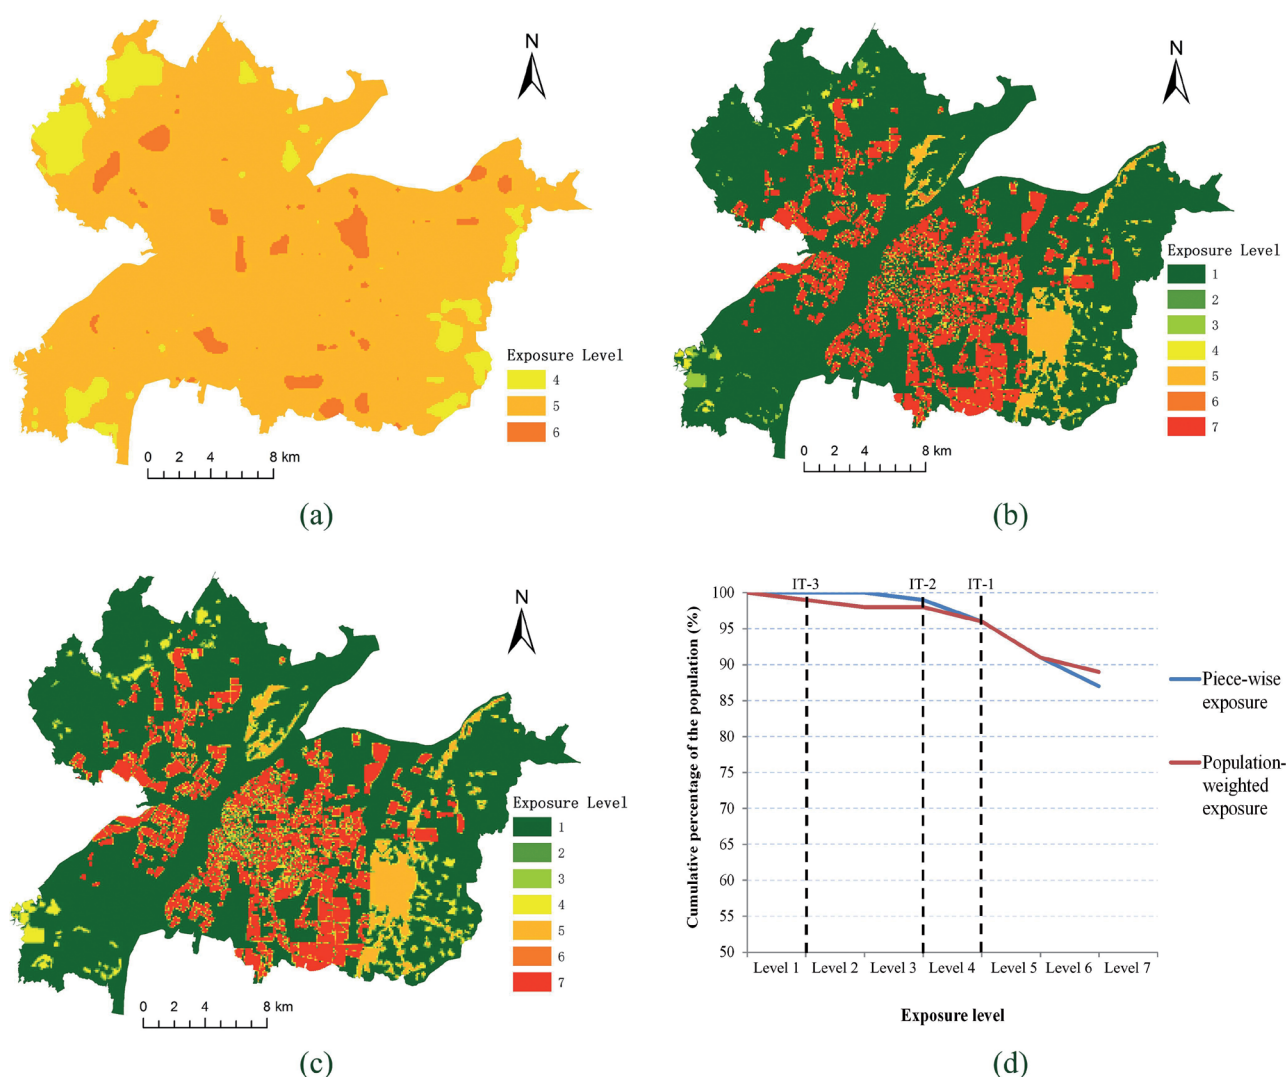 N
Exposure Level
4
5
6
0 2 4 8 km
(a)
N
Exposure Level
1
2
3
4
5
6
7
0 2 4 8 km
(b)
N
Exposure Level
1
2
3
4
5
6
7
0 2 4 8 km
(c)
IT-3 IT-2 IT-1
Cumulative percentage of the population (%)
100
95
90
85
80
75
70
65
60
55
50
Level 1 Level 2 Level 3 Level 4 Level 5 Level 6 Level 7
Exposure level
Piece-wise
exposure
Population-
weighted
exposure
(d)